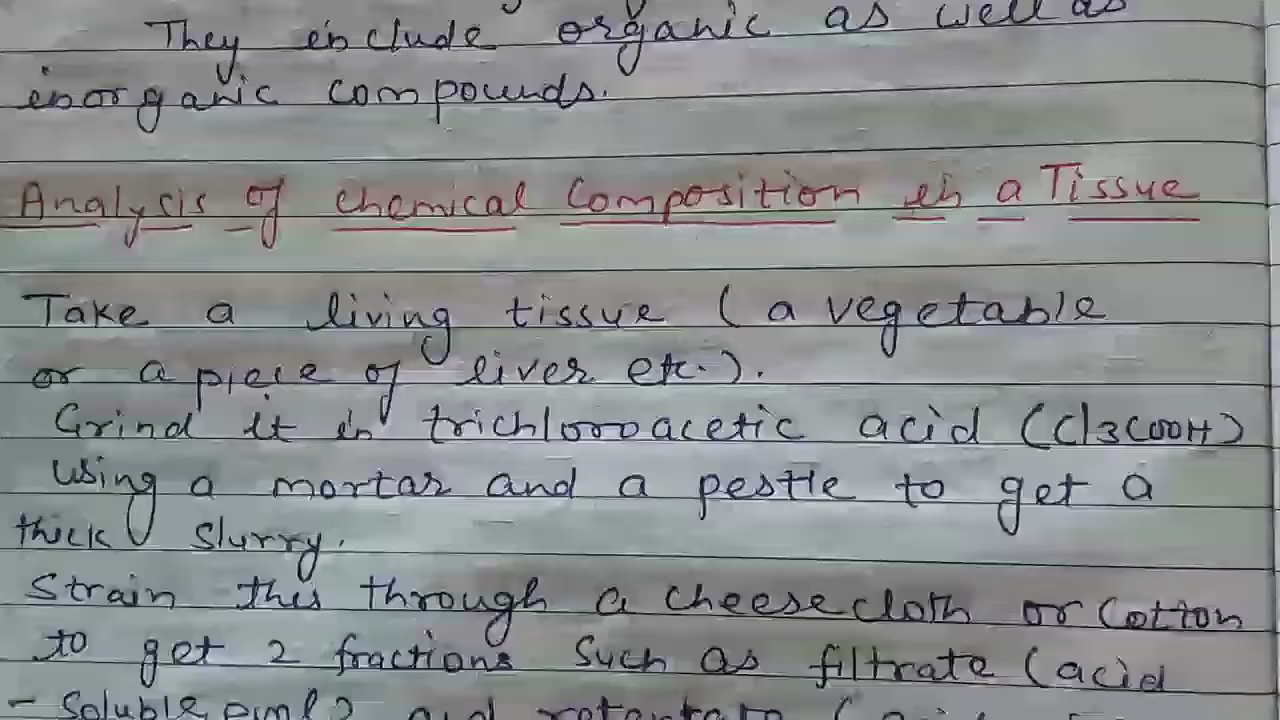 They include organic as well as
inorganic compounds.
Analysis of Chemical Composition in a Tissue
Take a living tissue (a vegetable
or a piece of liver etc.).
Grind it in trichloroacetic acid (Cl3COOH)
using a mortar and a pestle to get a
thick slurry.
Strain this through a cheesecloth or cotton
to get 2 fractions such as filtrate (acid
- Soluble